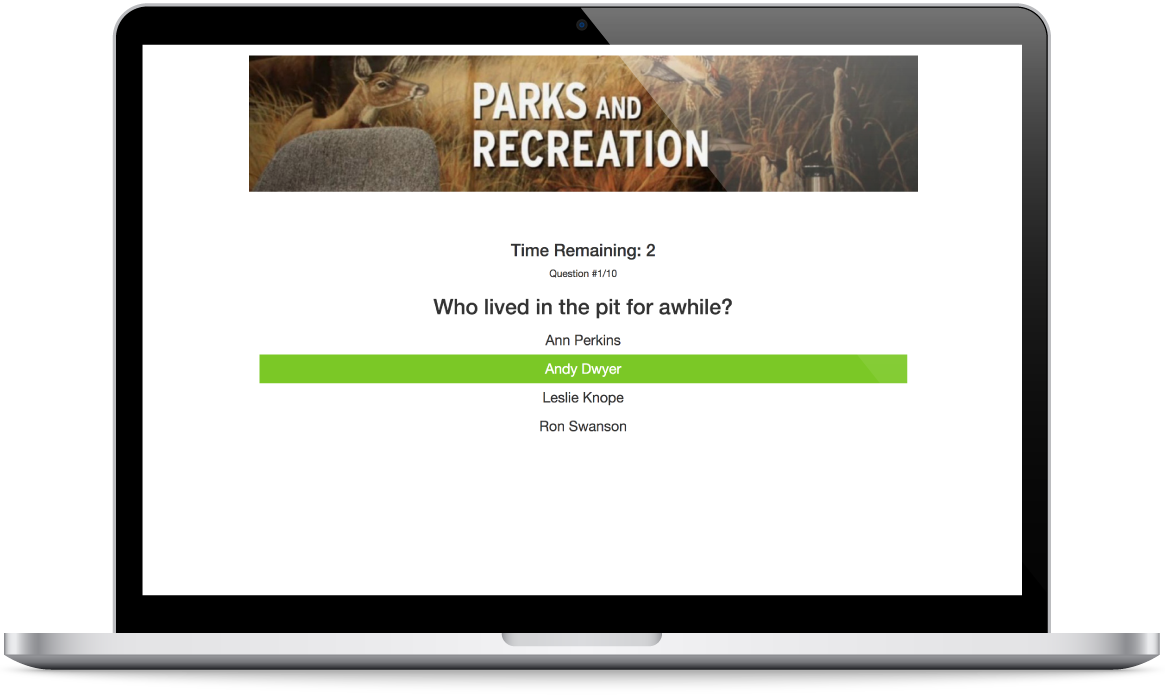 PARKS AND
RECREATION
Time Remaining: 2
Question #1/10
Who lived in the pit for awhile?
Ann Perkins
Andy Dwyer
Leslie Knope
Ron Swanson